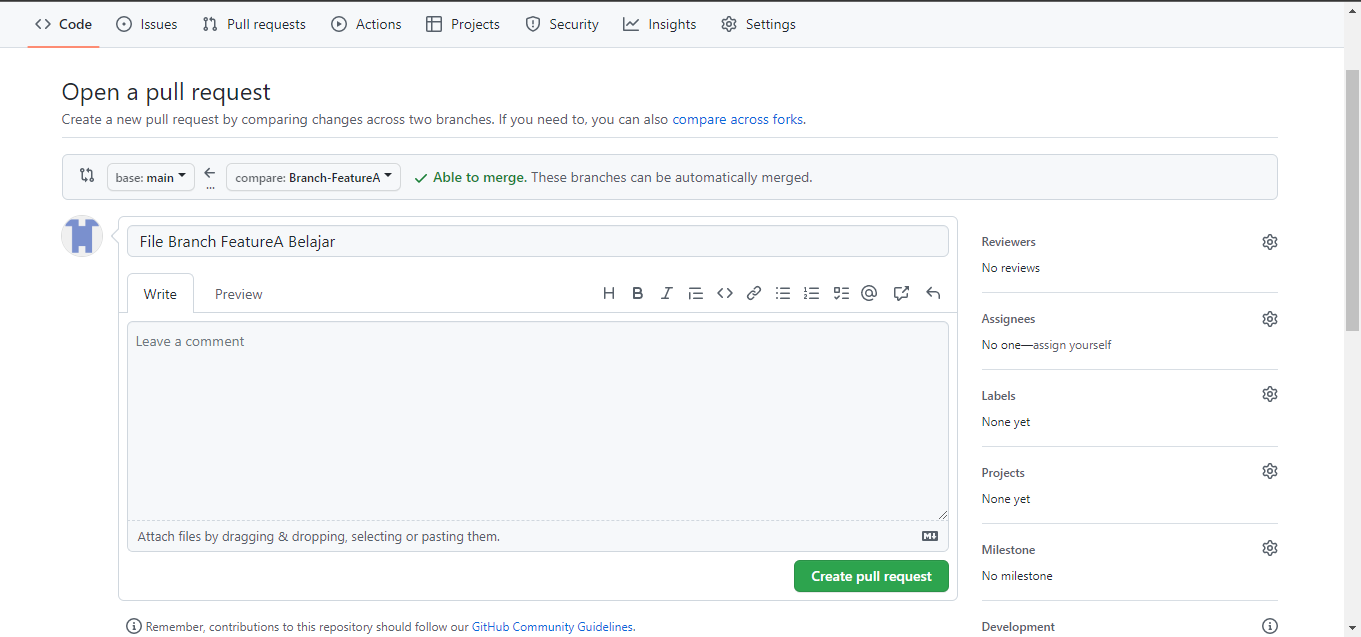 Code Issues Pull requests Actions Projects Security Insights Settings
Open a pull request
Create a new pull request by comparing changes across two branches. If you need to, you can also compare across forks.
base: main compare: Branch-FeatureA Able to merge. These branches can be automatically merged.
File Branch FeatureA Belajar
Write Preview
Leave a comment
Attach files by dragging & dropping, selecting or pasting them.
Create pull request
Remember, contributions to this repository should follow our GitHub Community Guidelines.
Reviewers
No reviews
Assignees
No one—assign yourself
Labels
None yet
Projects
None yet
Milestone
No milestone
Development